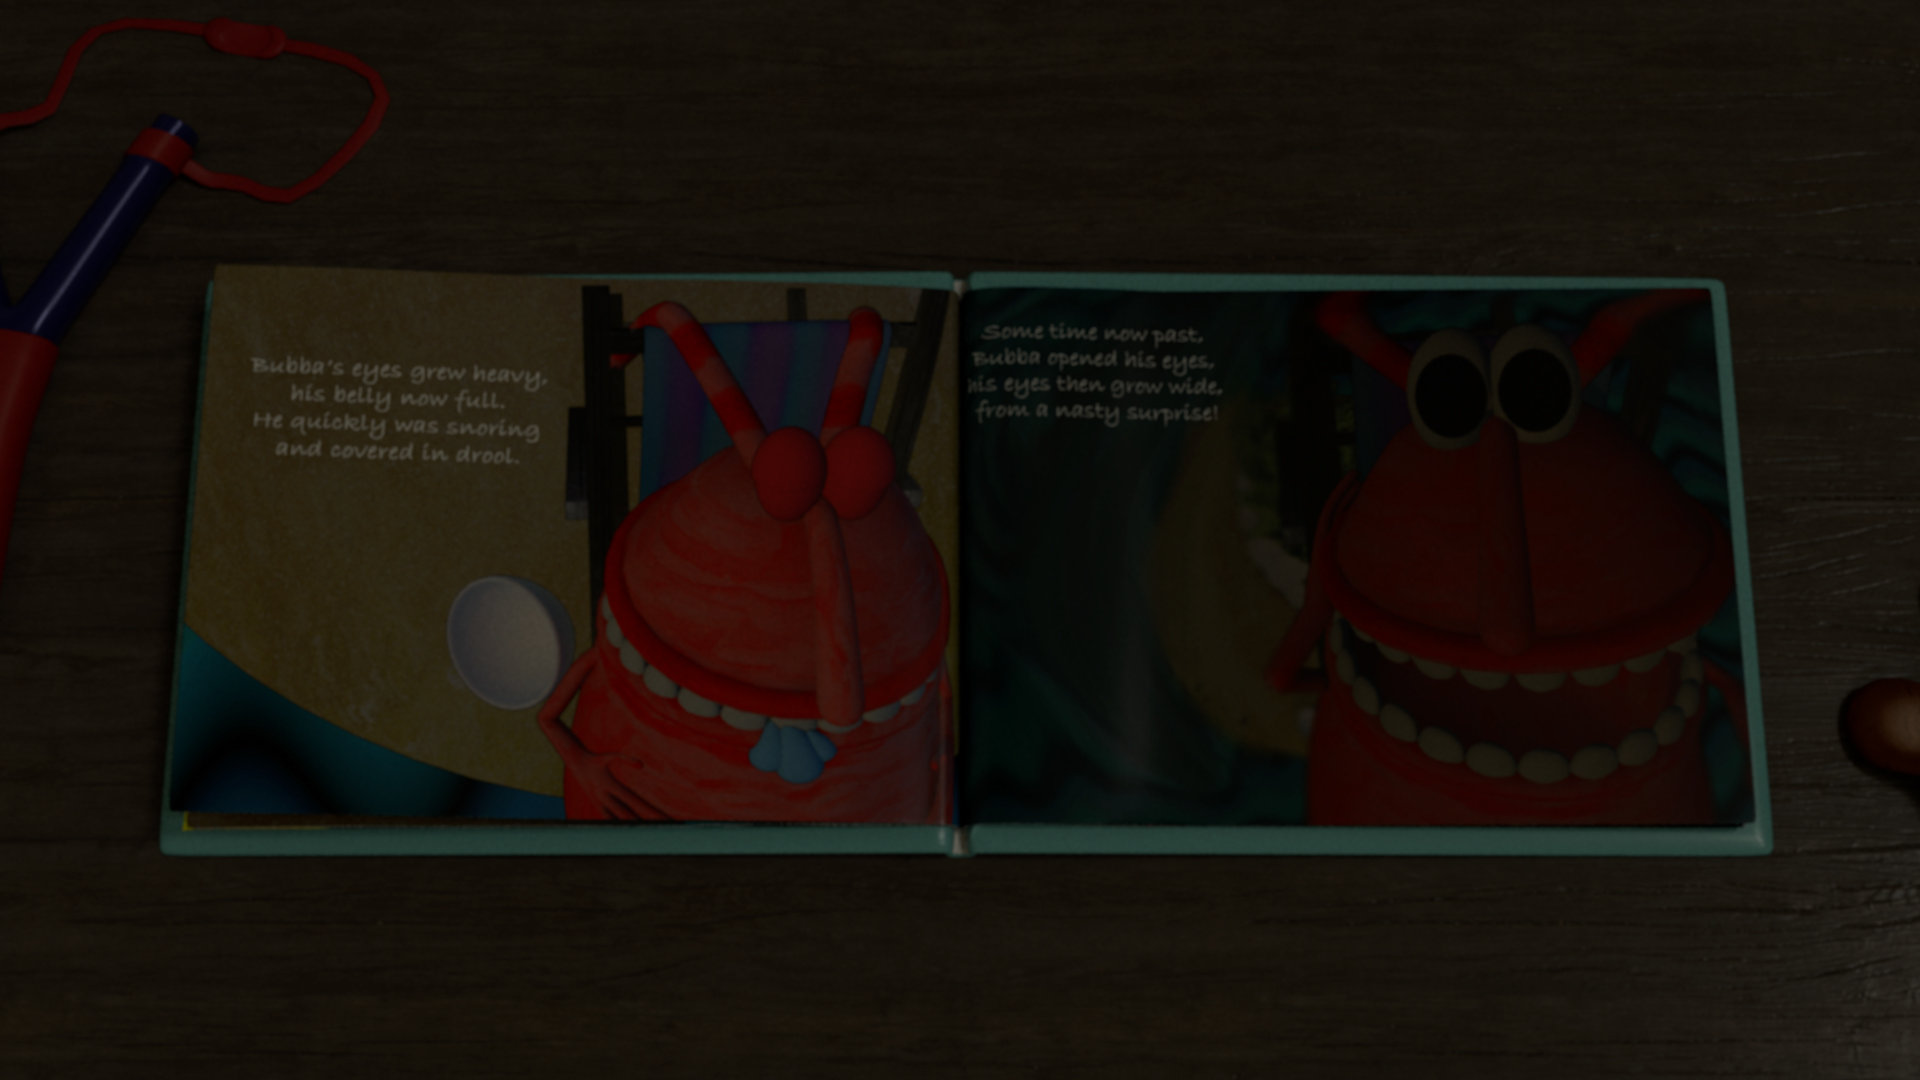 Bubba's eyes grew heavy,
his belly now full.
He quickly was snoring
and covered in drool.
Some time now past,
Bubba opened his eyes,
his eyes then grow wide,
from a nasty surprise!